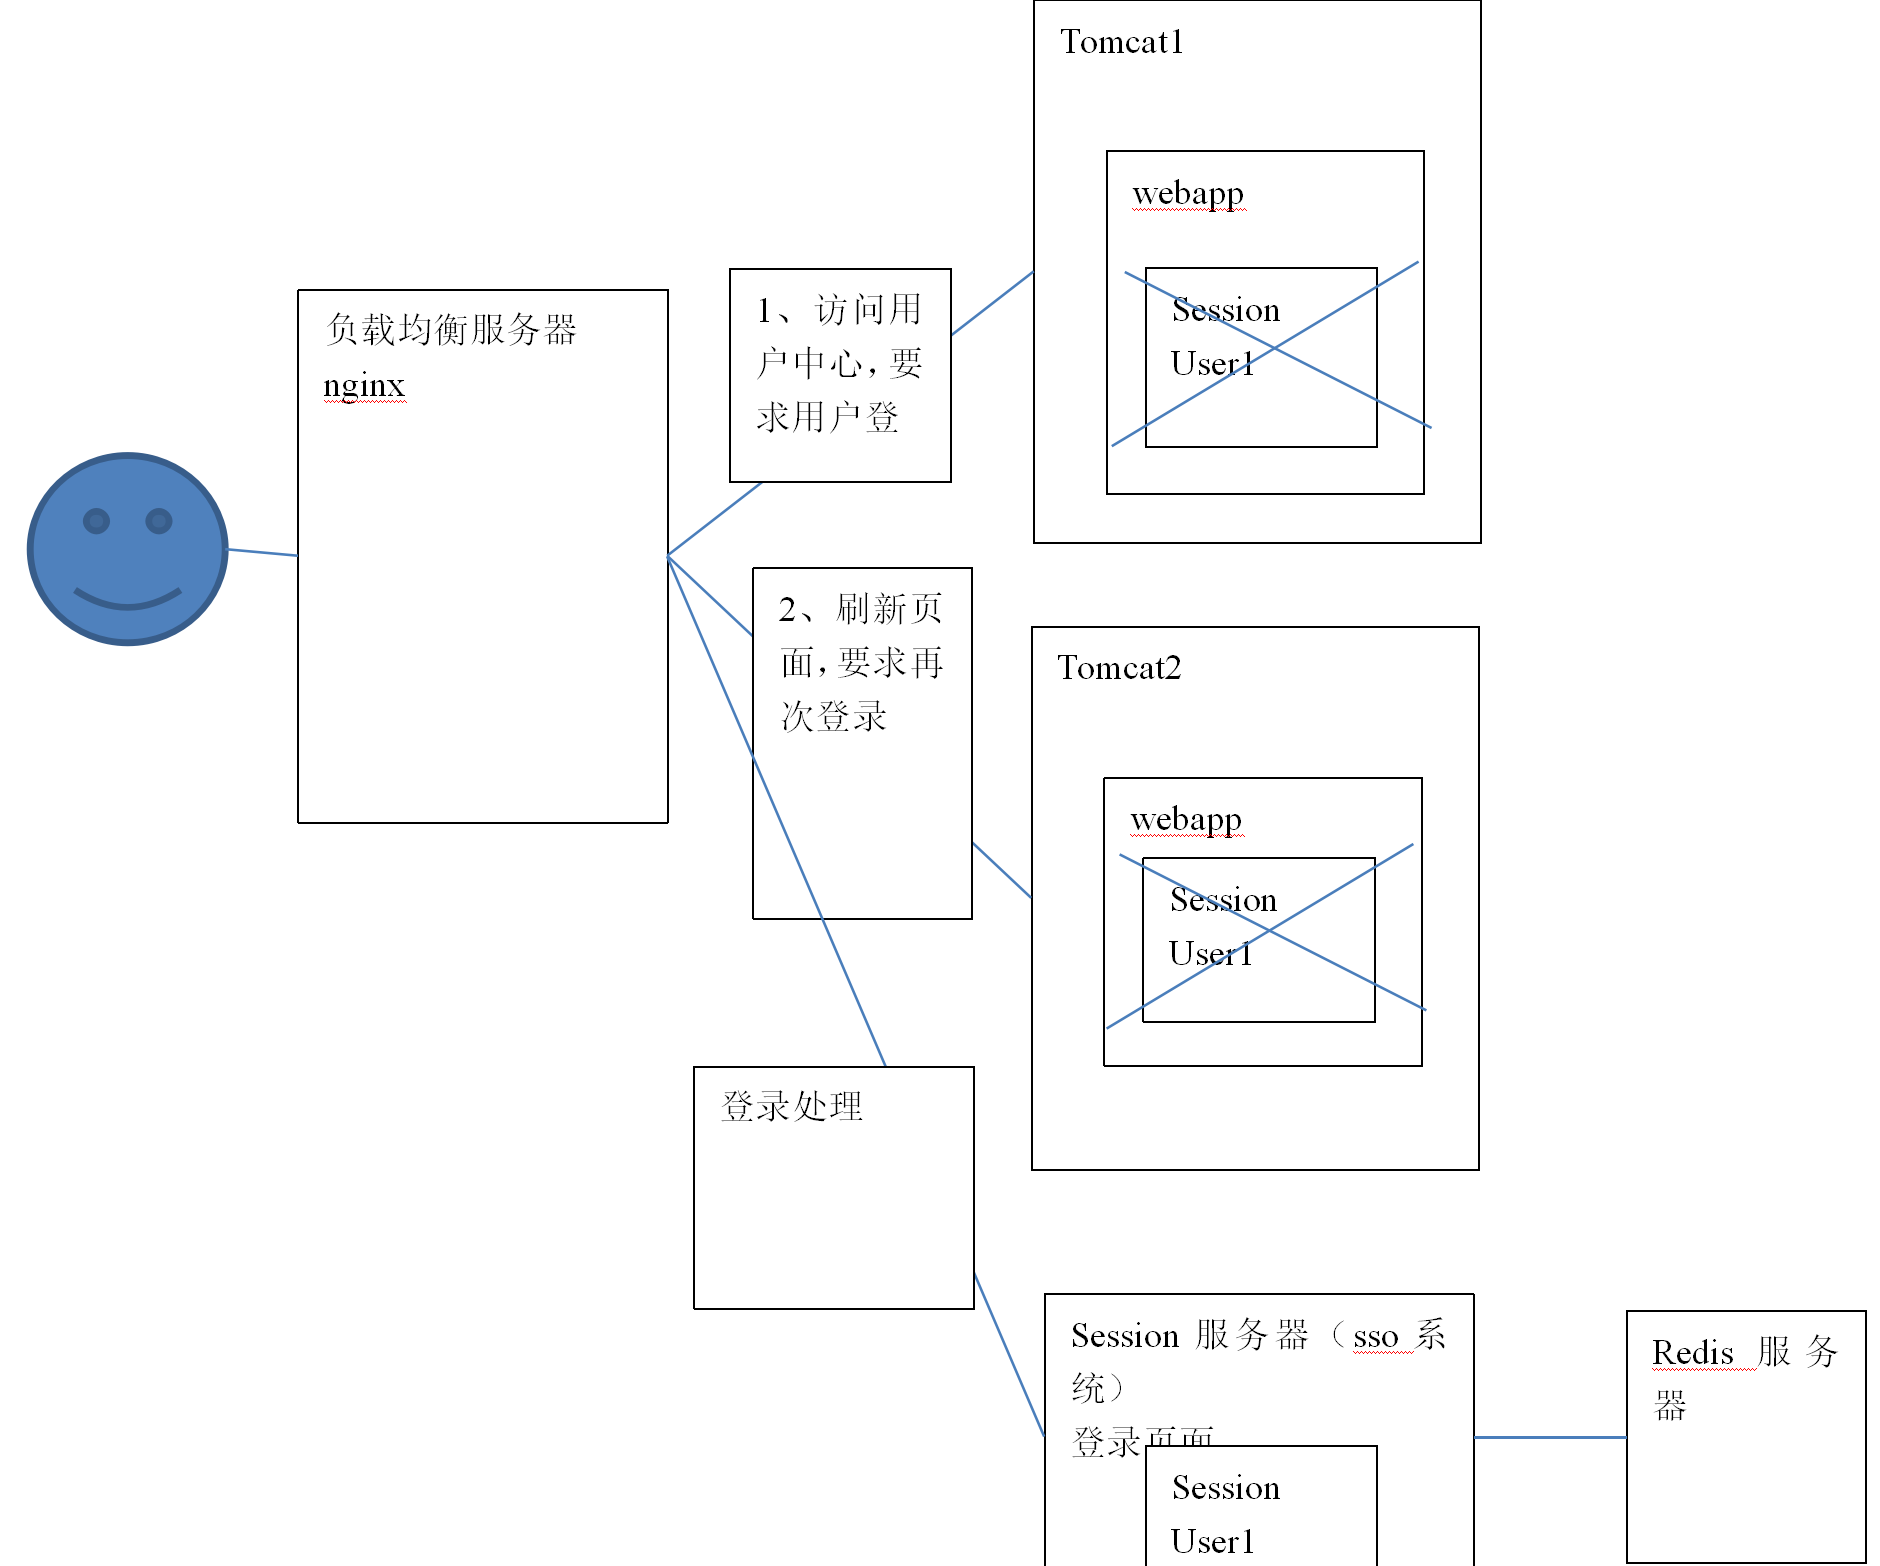 Tomcat1
webapp
Session
User1
负载均衡服务器
nginx
1、访问用
户中心，要
求用户登
2、刷新页
面，要求再
次登录
Tomcat2
webapp
Session
User1
登录处理
Session 服务器（sso 系
统）
登录页面
Session
User1
Redis 服务
器